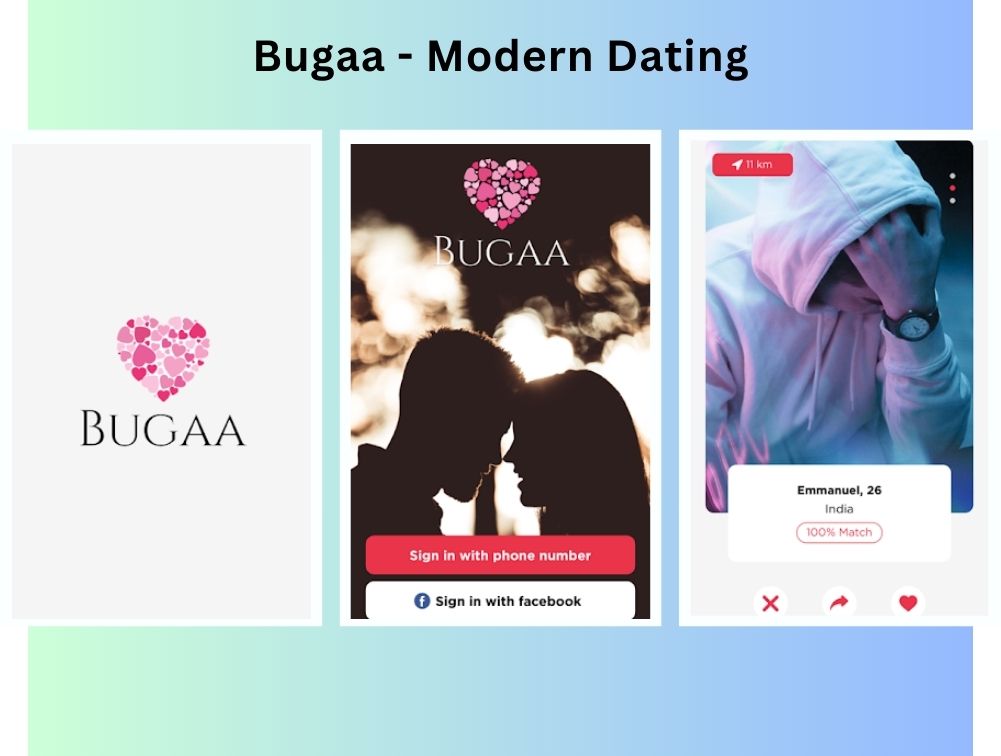 Bugaa - Modern Dating
BUGAA
BUGAA
Sign in with phone number
Sign in with facebook
11 km
Emmanuel, 26
India
100% Match